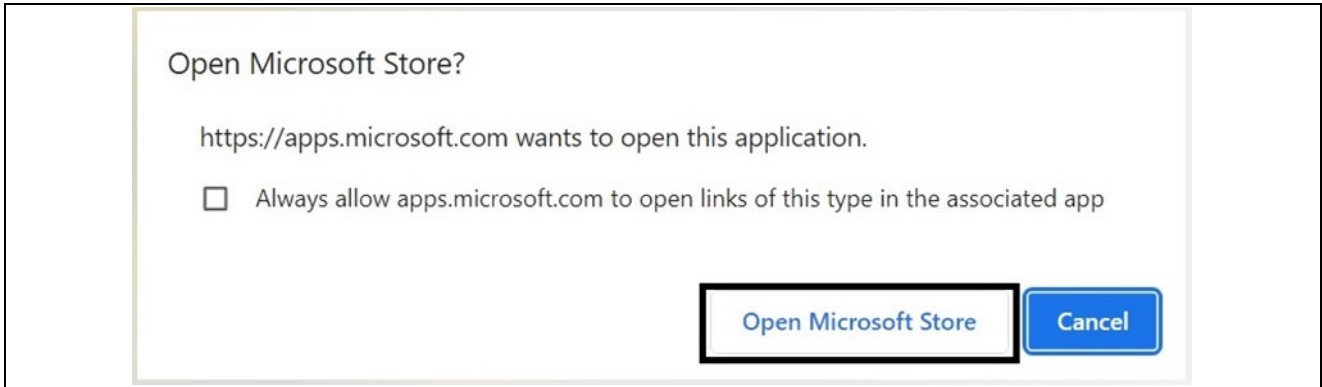 Open Microsoft Store?
https://apps.microsoft.com wants to open this application.
Always allow apps.microsoft.com to open links of this type in the associated app
Open Microsoft Store
Cancel